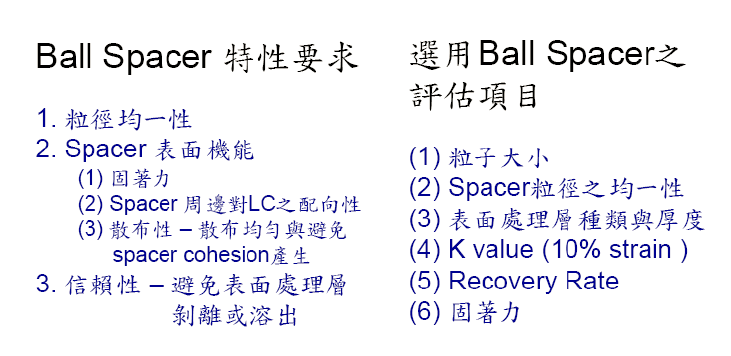 Ball Spacer 特性要求
1. 粒徑均一性
2. Spacer 表面機能
(1) 固著力
(2) Spacer 周邊對LC之配向性
(3) 散布性 – 散布均勻與避免
spacer cohesion產生
3. 信賴性 – 避免表面處理層
剝離或溶出
選用Ball Spacer之
評估項目
(1) 粒子大小
(2) Spacer粒徑之均一性
(3) 表面處理層種類與厚度
(4) K value (10% strain )
(5) Recovery Rate
(6) 固著力